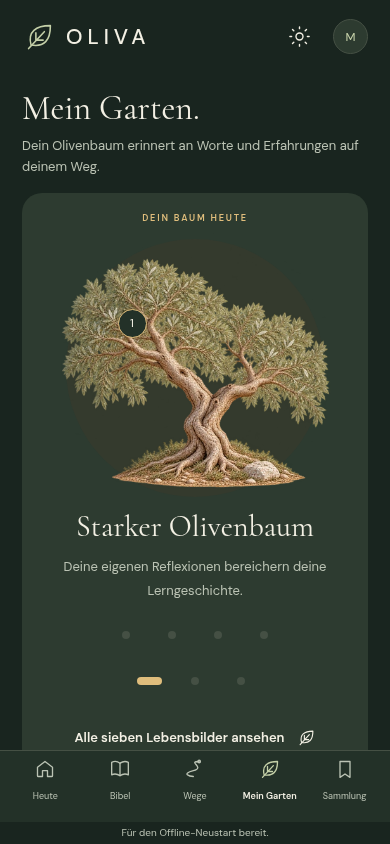 OLIVA
M
Mein Garten.
Dein Olivenbaum erinnert an Worte und Erfahrungen auf
deinem Weg.
DEIN BAUM HEUTE
1
Starker Olivenbaum
Deine eigenen Reflexionen bereichern deine
Lerngeschichte.
Alle sieben Lebensbilder ansehen
Heute
Bibel
Wege
Mein Garten
Sammlung
Für den Offline-Neustart bereit.